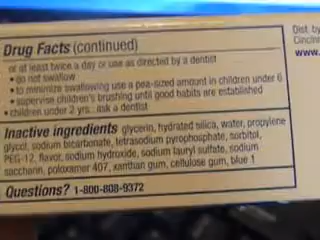 Drug Facts (continued)
or at least twice a day or use as directed by a dentist
• do not swallow
• to minimize swallowing use a pea-sized amount in children under 6
• supervise children's brushing until good habits are established
• children under 2 yrs.: ask a dentist
Inactive ingredients glycerin, hydrated silica, water, propylene
glycol, sodium bicarbonate, tetrasodium pyrophosphate, sorbitol,
PEG-12, flavor, sodium hydroxide, sodium lauryl sulfate, sodium
saccharin, poloxamer 407, xanthan gum, cellulose gum, blue 1
Questions? 1-800-808-9372
Dist. by
www.